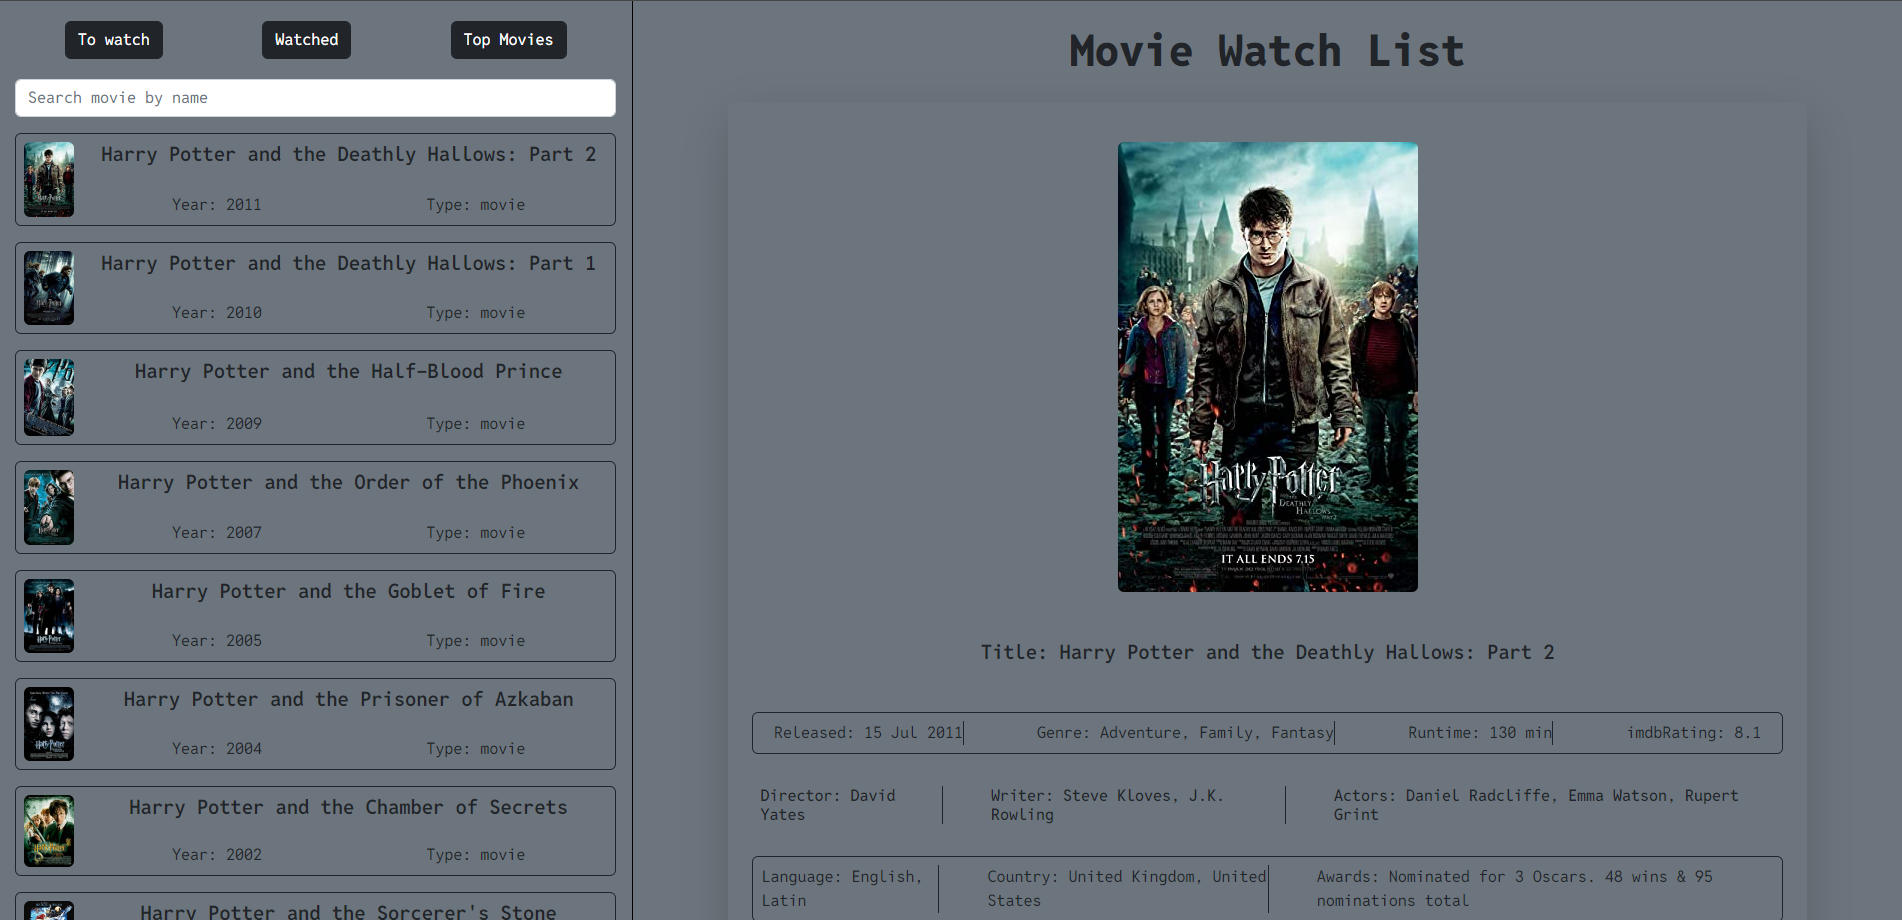 To watch
Watched
Top Movies
Search movie by name
Harry Potter and the Deathly Hallows: Part 2
Year: 2011
Type: movie
Harry Potter and the Deathly Hallows: Part 1
Year: 2010
Type: movie
Harry Potter and the Half-Blood Prince
Year: 2009
Type: movie
Harry Potter and the Order of the Phoenix
Year: 2007
Type: movie
Harry Potter and the Goblet of Fire
Year: 2005
Type: movie
Harry Potter and the Prisoner of Azkaban
Year: 2004
Type: movie
Harry Potter and the Chamber of Secrets
Year: 2002
Type: movie
Harry Potter and the Sorcerer's Stone
Movie Watch List
Harry Potter
DEATHLY
HALLOWS
IT ALL ENDS 7.15
Title: Harry Potter and the Deathly Hallows: Part 2
Released: 15 Jul 2011
Genre: Adventure, Family, Fantasy
Runtime: 130 min
imdbRating: 8.1
Director: David
Yates
Writer: Steve Kloves, J.K.
Rowling
Actors: Daniel Radcliffe, Emma Watson, Rupert
Grint
Language: English,
Latin
Country: United Kingdom, United
States
Awards: Nominated for 3 Oscars. 48 wins & 95
nominations total